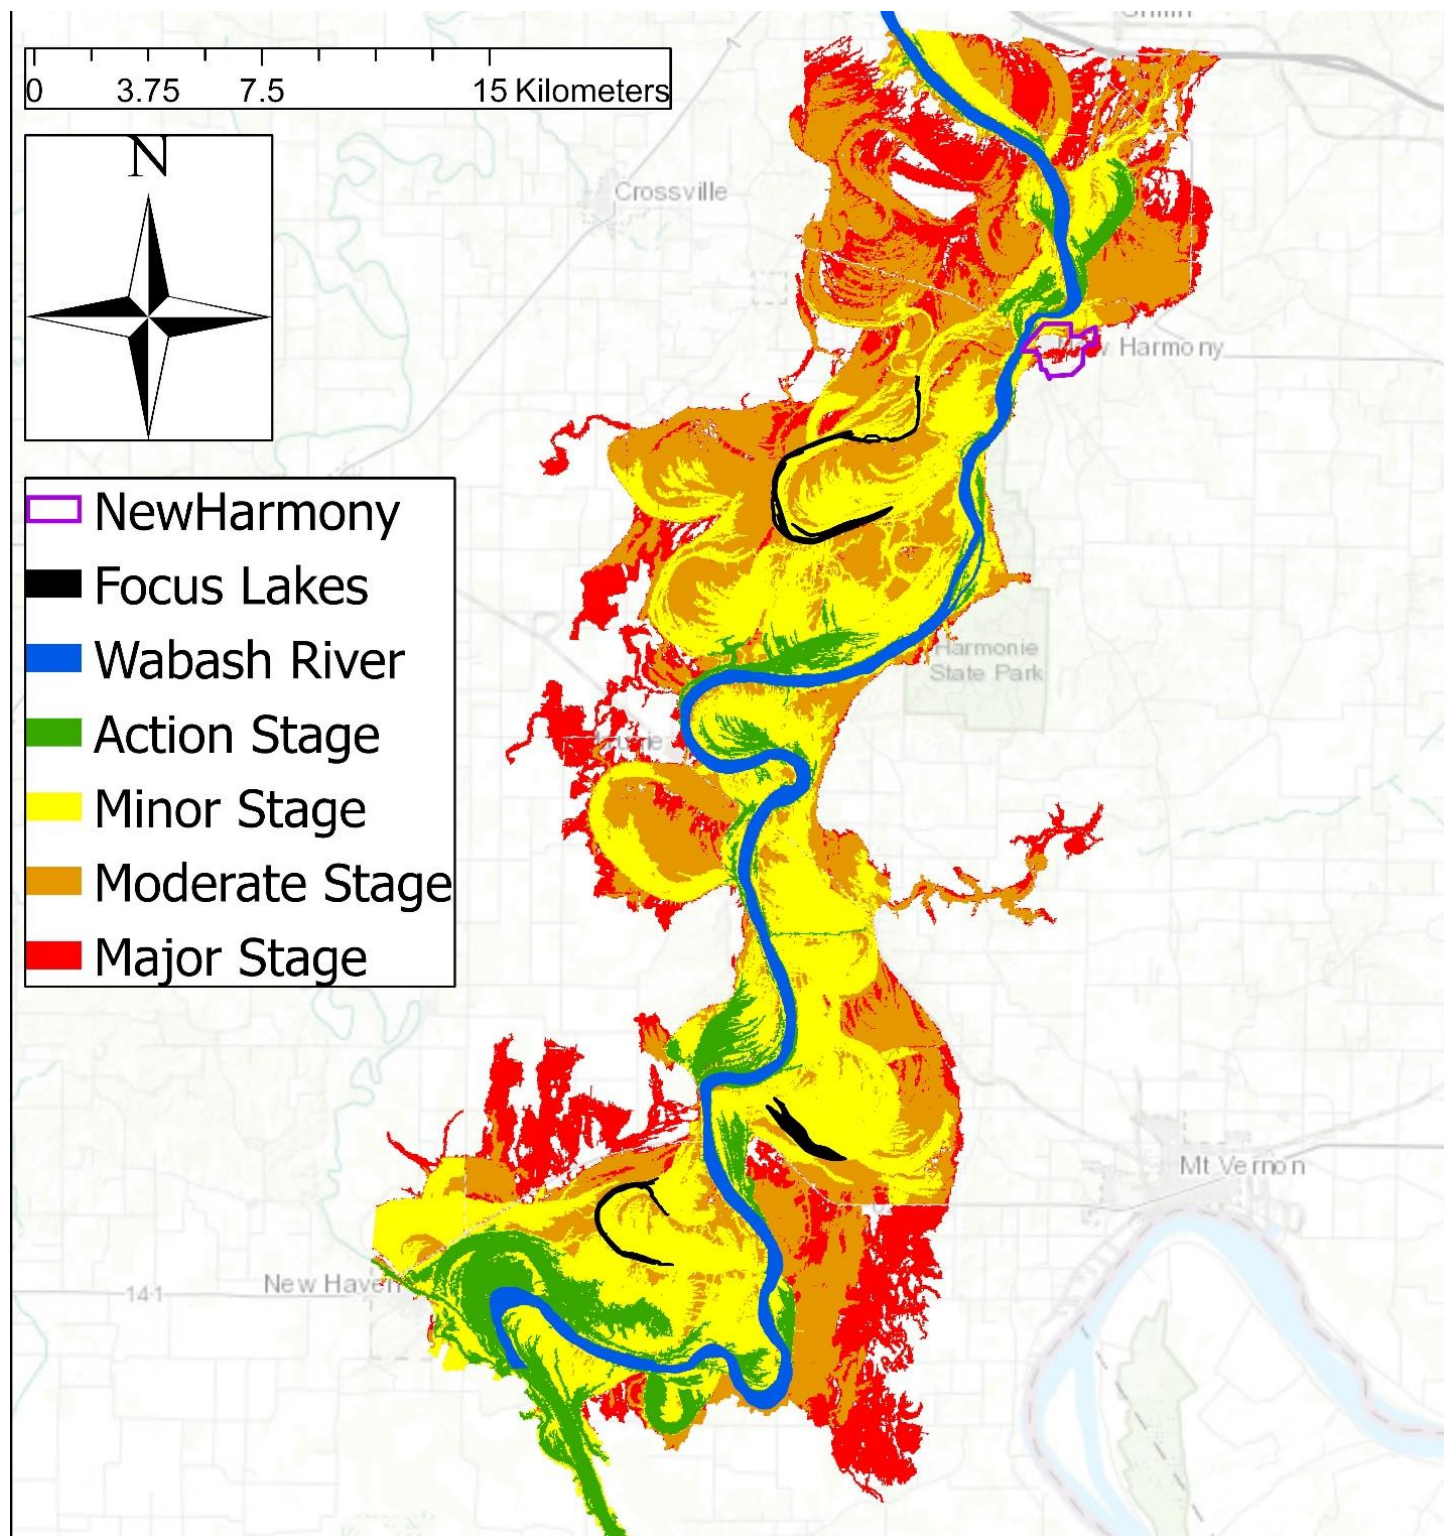 0 3.75 7.5 15 Kilometers
N
Crossville
Harmony
NewHarmony
Focus Lakes
Wabash River
Action Stage
Minor Stage
Moderate Stage
Major Stage
Harmonie
State Park
Mt Vernon
New Haven
141